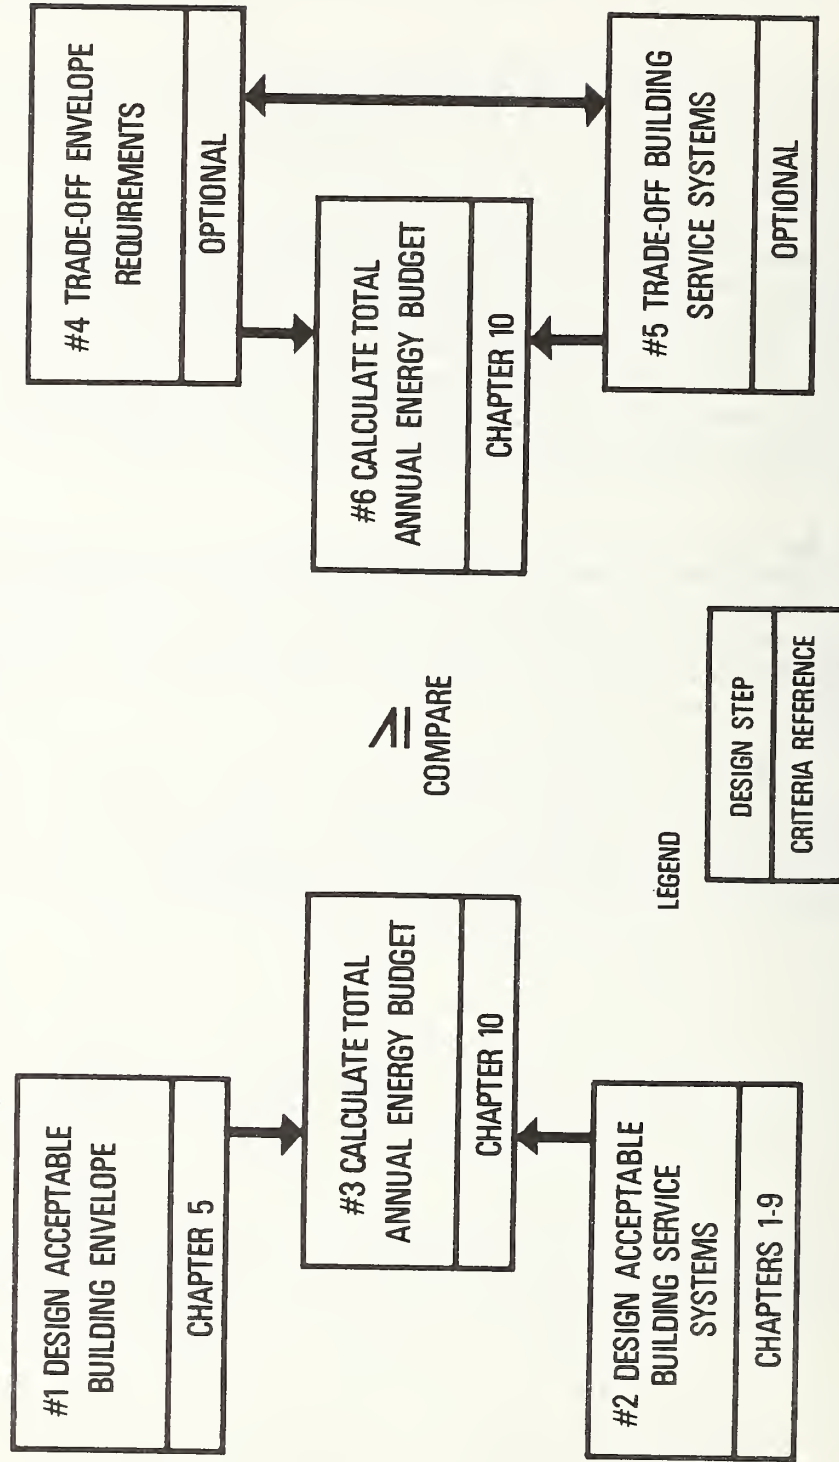 #1 DESIGN ACCEPTABLE
BUILDING ENVELOPE
CHAPTER 5
#3 CALCULATE TOTAL
ANNUAL ENERGY BUDGET
CHAPTER 10
#2 DESIGN ACCEPTABLE
BUILDING SERVICE
SYSTEMS
CHAPTERS 1-9
≥
COMPARE
#4 TRADE-OFF ENVELOPE
REQUIREMENTS
OPTIONAL
#6 CALCULATE TOTAL
ANNUAL ENERGY BUDGET
CHAPTER 10
#5 TRADE-OFF BUILDING
SERVICE SYSTEMS
OPTIONAL
LEGEND
DESIGN STEP
CRITERIA REFERENCE